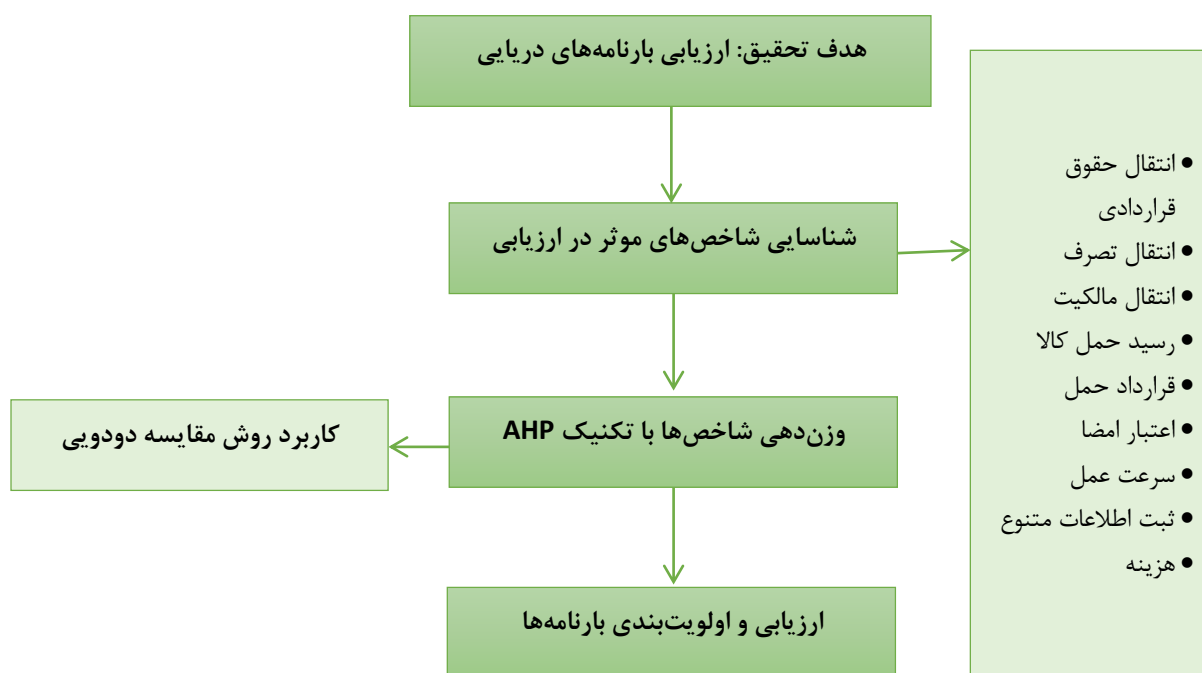 هدف تحقیق: ارزیابی بارنامه‌های دریایی
شناسایی شاخص‌های موثر در ارزیابی
• انتقال حقوق
قراردادی
• انتقال تصرف
• انتقال مالکیت
• رسید حمل کالا
• قرارداد حمل
• اعتبار امضا
• سرعت عمل
• ثبت اطلاعات متنوع
• هزینه
وزن‌دهی شاخص‌ها با تکنیک AHP
کاربرد روش مقایسه دودویی
ارزیابی و اولویت‌بندی بارنامه‌ها